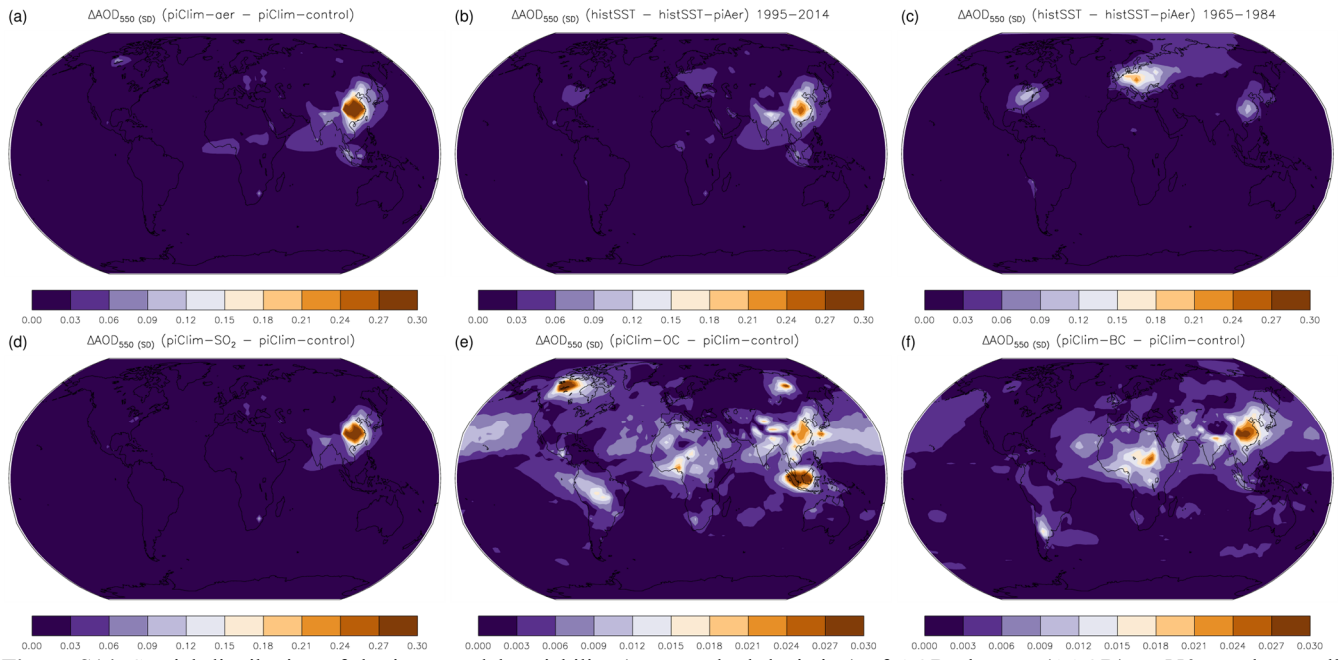 (a) ΔAOD550 (SD) (piClim-aer - piClim-control)
(b) ΔAOD550 (SD) (histSST - histSST-piAer) 1995-2014
(c) ΔAOD550 (SD) (histSST - histSST-piAer) 1965-1984
0.00 0.03 0.06 0.09 0.12 0.15 0.18 0.21 0.24 0.27 0.30
0.00 0.03 0.06 0.09 0.12 0.15 0.18 0.21 0.24 0.27 0.30
0.00 0.03 0.06 0.09 0.12 0.15 0.18 0.21 0.24 0.27 0.30
(d) ΔAOD550 (SD) (piClim-SO2 - piClim-control)
(e) ΔAOD550 (SD) (piClim-OC - piClim-control)
(f) ΔAOD550 (SD) (piClim-BC - piClim-control)
0.00 0.03 0.06 0.09 0.12 0.15 0.18 0.21 0.24 0.27 0.30
0.000 0.003 0.006 0.009 0.012 0.015 0.018 0.021 0.024 0.027 0.030
0.000 0.003 0.006 0.009 0.012 0.015 0.018 0.021 0.024 0.027 0.030